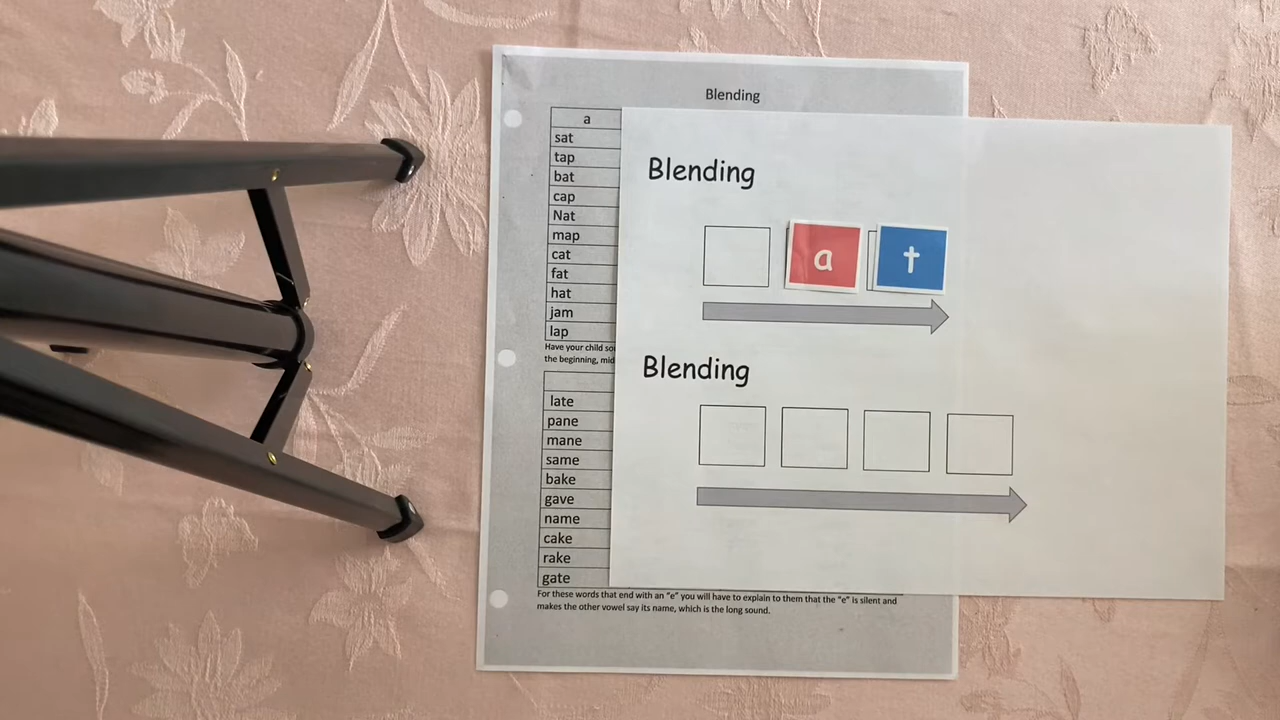 Blending
a
sat
tap
bat
cap
Nat
map
cat
fat
hat
jam
lap
Have your child
the beginning,
late
pane
mane
same
bake
gave
name
cake
rake
gate
For these words that end with an "e" you will have to explain to them that the "e" is silent and
makes the other vowel say its name, which is the long sound.
Blending
a t
Blending